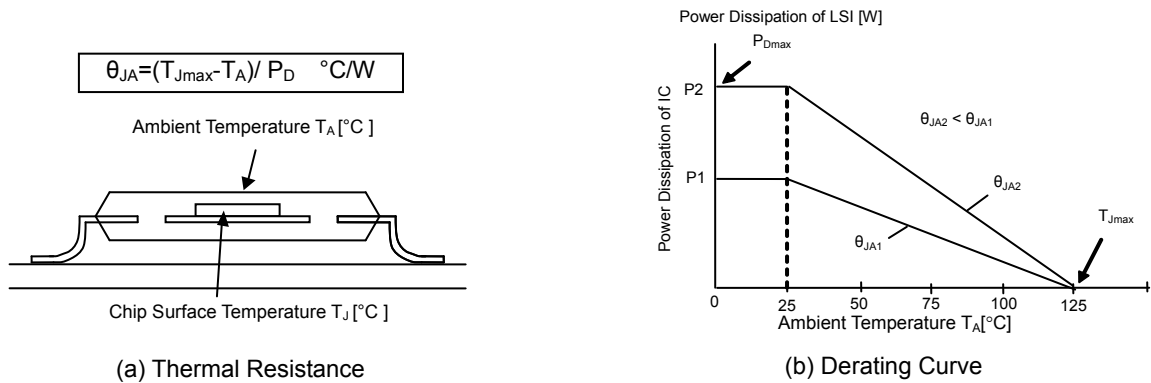 θJA=(TJmax-TA)/ PD °C/W
Ambient Temperature TA [°C ]
Chip Surface Temperature TJ [°C ]
(a) Thermal Resistance
Power Dissipation of LSI [W]
PDmax
P2
P1
Power Dissipation of IC
θJA2 < θJA1
θJA2
θJA1
TJmax
0 25 50 75 100 125
Ambient Temperature TA[°C]
(b) Derating Curve